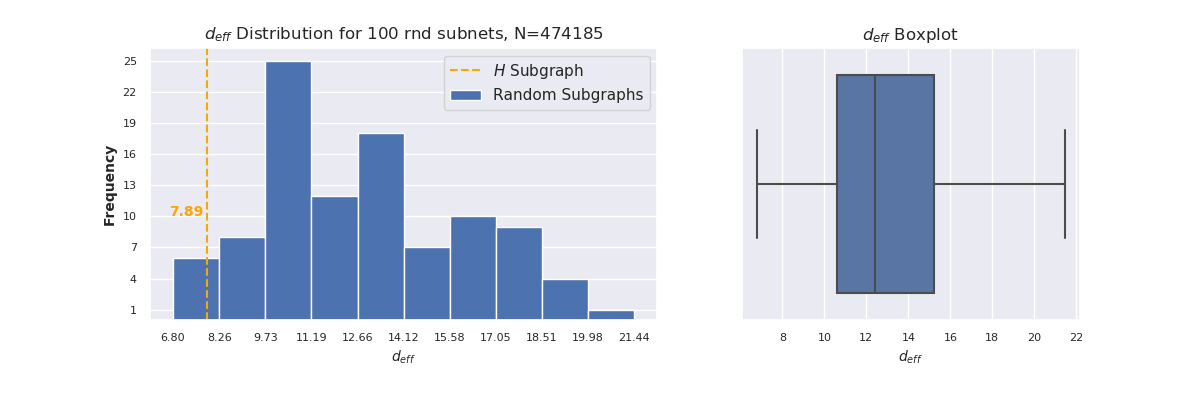 d_eff Distribution for 100 rnd subnets, N=474185
H Subgraph
Random Subgraphs
Frequency
25
22
19
16
13
10
7
4
1
7.89
6.80 8.26 9.73 11.19 12.66 14.12 15.58 17.05 18.51 19.98 21.44
d_eff
d_eff Boxplot
8 10 12 14 16 18 20 22
d_eff